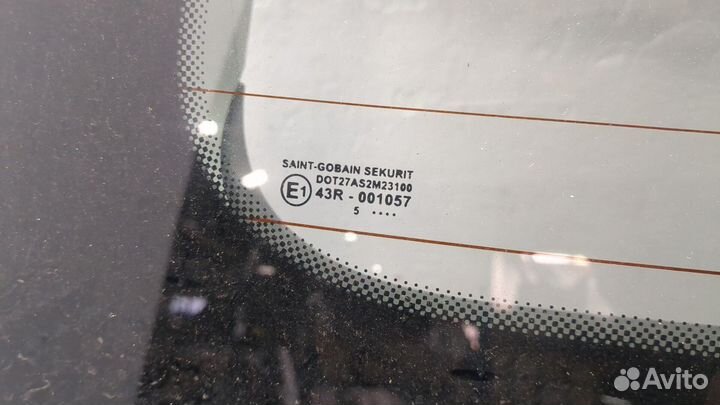 SAINT-GOBAIN SEKURIT
DOT27AS2M23100
E1 43R - 001057
5 ....
Avito